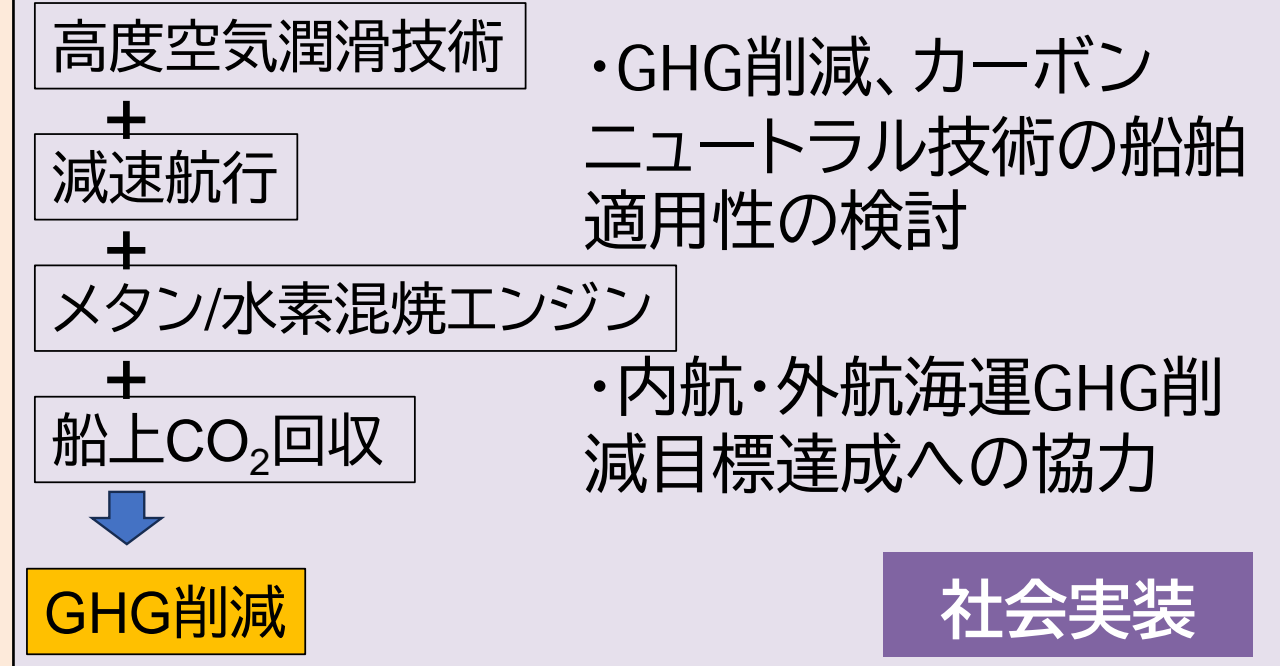 高度空気潤滑技術
+
減速航行
+
メタン/水素混焼エンジン
+
船上CO₂回収
GHG削減
・GHG削減、カーボン
ニュートラル技術の船舶
適用性の検討
・内航・外航海運GHG削
減目標達成への協力
社会実装